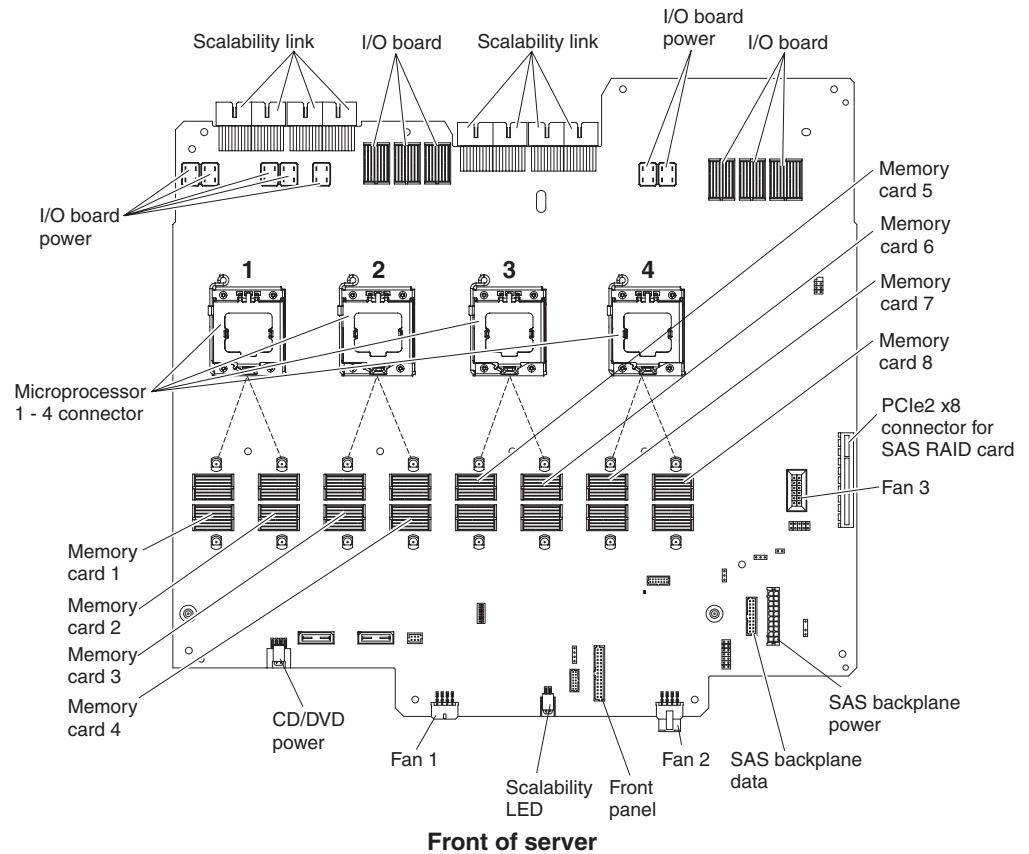 Scalability link
I/O board
Scalability link
I/O board
power
I/O board
I/O board
power
Memory
card 5
Memory
card 6
Memory
card 7
Memory
card 8
1
2
3
4
Microprocessor
1 - 4 connector
PCIe2 x8
connector for
SAS RAID card
Fan 3
Memory
card 1
Memory
card 2
Memory
card 3
Memory
card 4
CD/DVD
power
Fan 1
Scalability
LED
Front
panel
Fan 2
SAS backplane
data
SAS backplane
power
Front of server